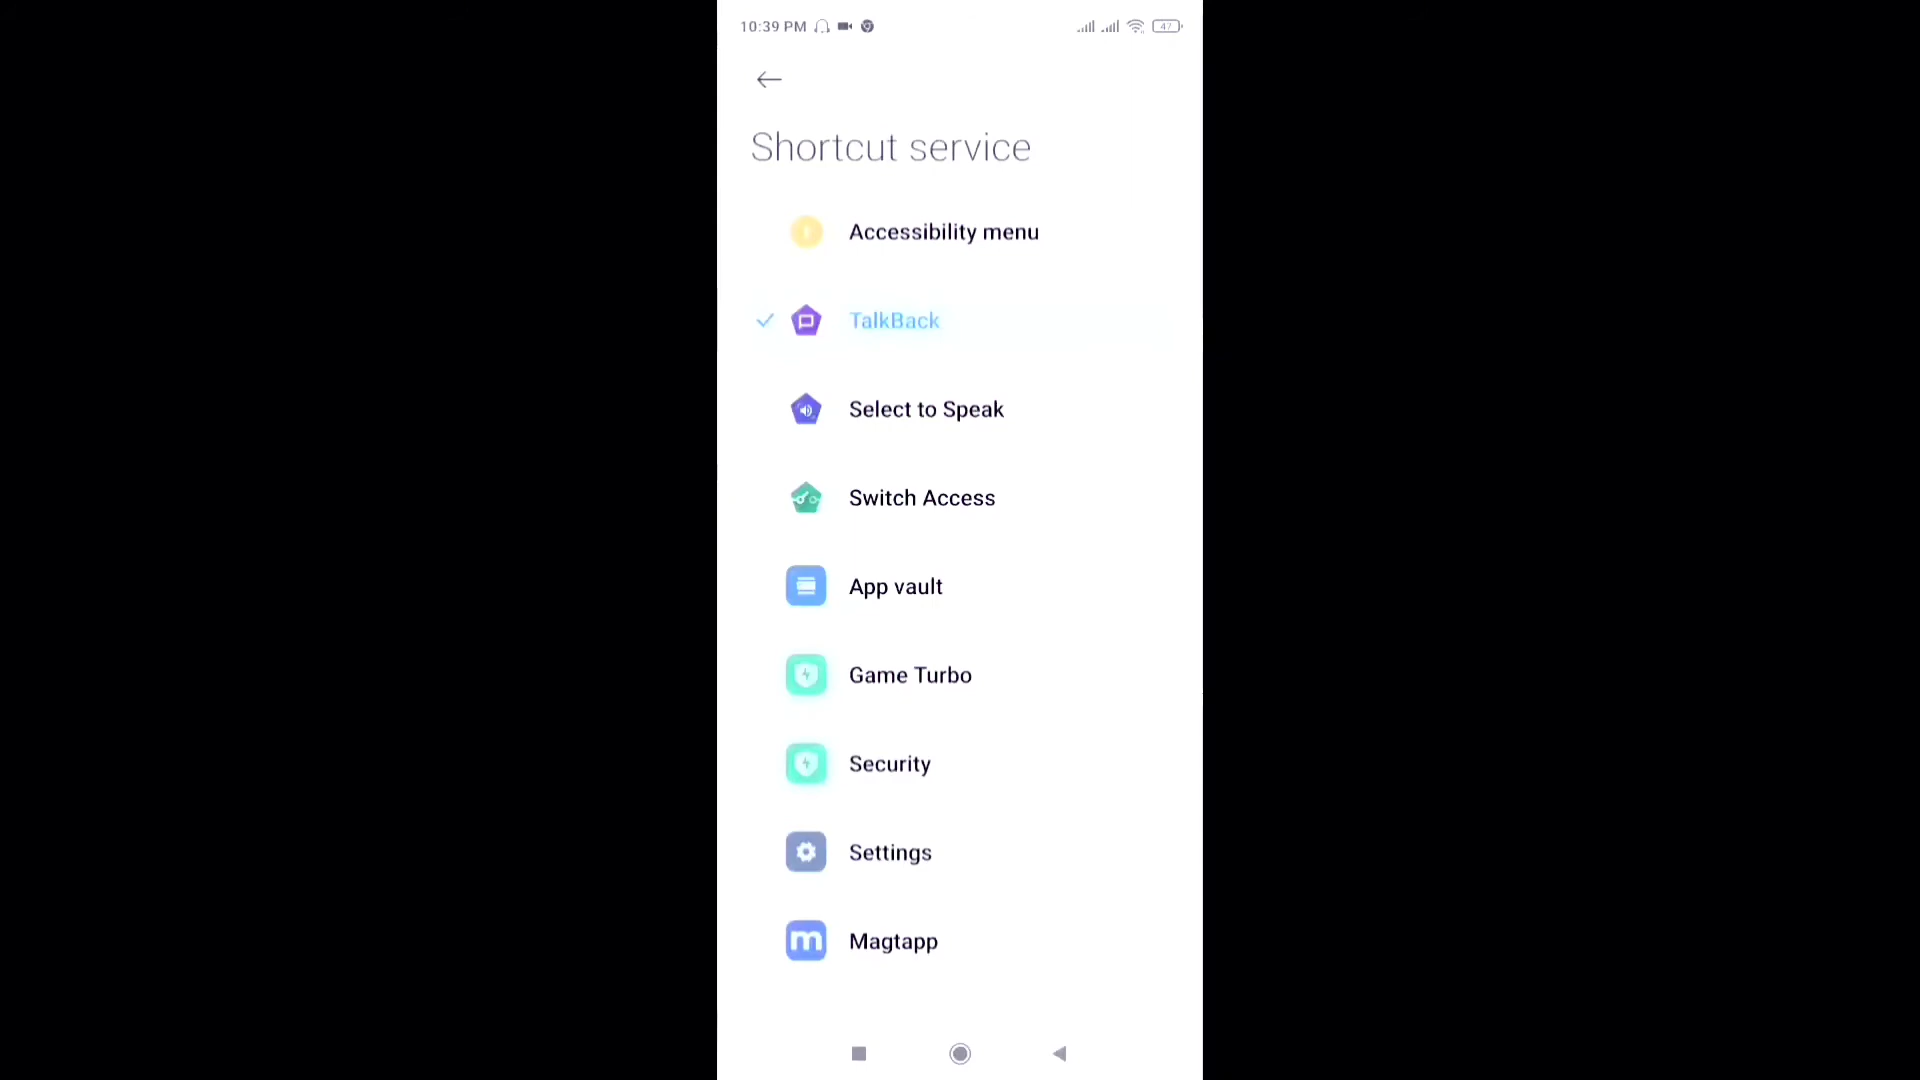 10:39 PM 47
Shortcut service
Accessibility menu
TalkBack
Select to Speak
Switch Access
App vault
Game Turbo
Security
Settings
m Magtapp